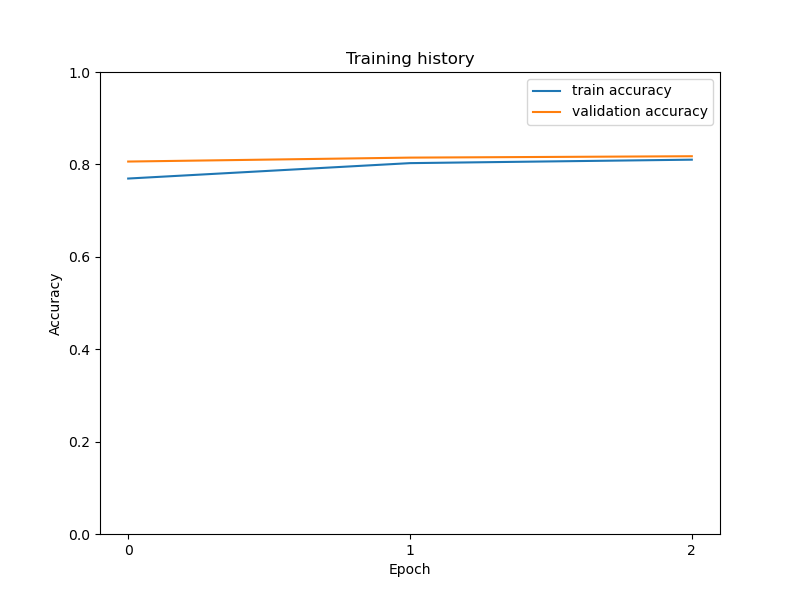 Training history
train accuracy
validation accuracy
1.0
0.8
0.6
0.4
0.2
0.0
Accuracy
0 1 2
Epoch